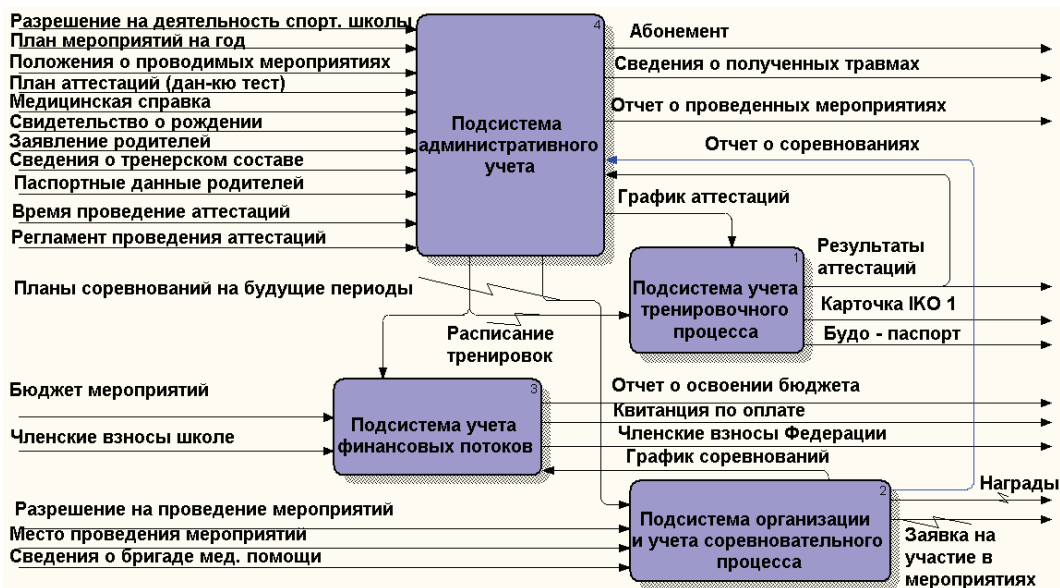 Разрешение на деятельность спорт. школы
План мероприятий на год
Положения о проводимых мероприятиях
План аттестаций (дан-кю тест)
Медицинская справка
Свидетельство о рождении
Заявление родителей
Сведения о тренерском составе
Паспортные данные родителей
Время проведение аттестаций
Регламент проведения аттестаций
4
Подсистема
административного
учета
Абонемент
Сведения о полученных травмах
Отчет о проведенных мероприятиях
Отчет о соревнованиях
График аттестаций
1
Подсистема учета
тренировочного
процесса
Результаты
аттестаций
Карточка IKO 1
Будо - паспорт
Планы соревнований на будущие периоды
Расписание
тренировок
Бюджет мероприятий
Членские взносы школе
3
Подсистема учета
финансовых потоков
Отчет о освоении бюджета
Квитанция по оплате
Членские взносы Федерации
График соревнований
Разрешение на проведение мероприятий
Место проведения мероприятий
Сведения о бригаде мед. помощи
2
Подсистема организации
и учета соревновательного
процесса
Награды
Заявка на
участие в
мероприятиях